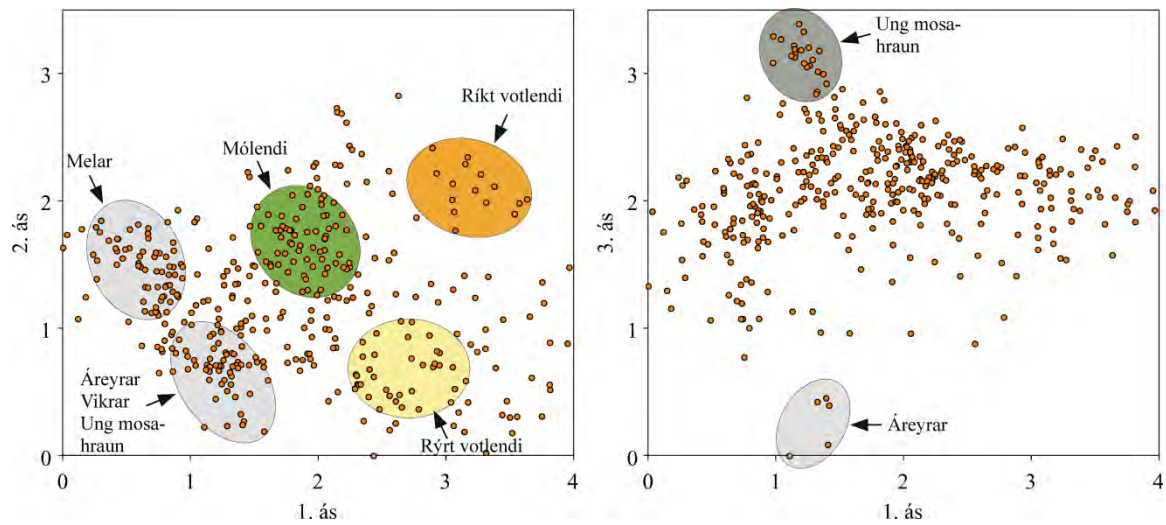 3
2
1
0
2. ás
0
1
2
3
4
1. ás
Melar
Mólendi
Ríkt votlendi
Áreyrar
Vikrar
Ung mosa-
hraun
Rýrt votlendi
3
2
1
0
3. ás
0
1
2
3
4
1. ás
Ung mosa-
hraun
Áreyrar